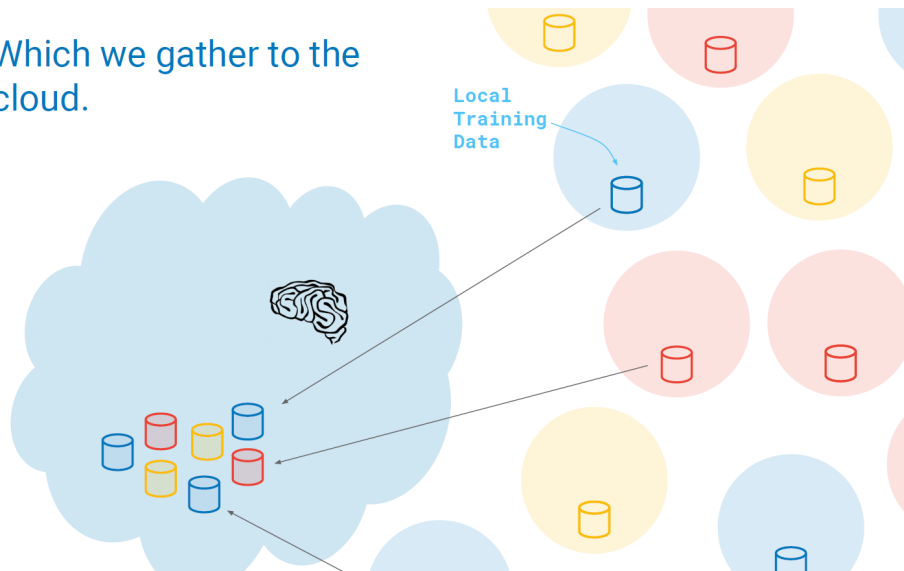 Which we gather to the
cloud.
Local
Training
Data